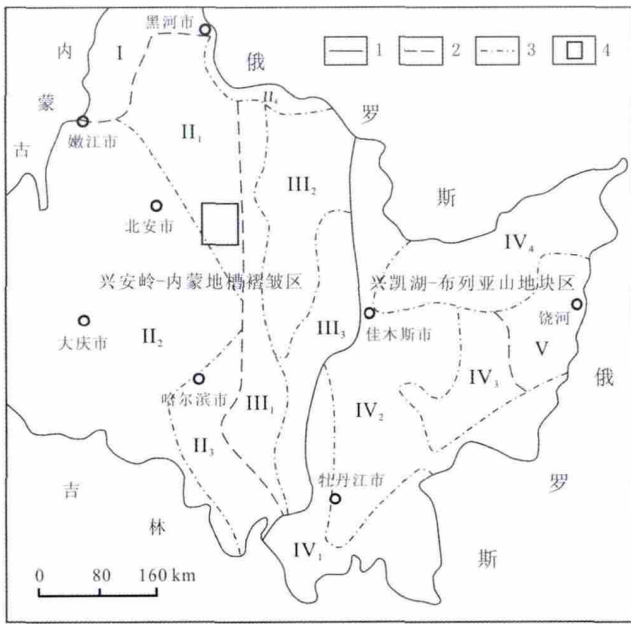 黑河市
1
2
3
4
内
蒙
古
I
俄
罗
斯
II₄
嫩江市
II₁
III₂
北安市
IV₄
兴安岭-内蒙地槽褶皱区
兴凯湖-布列亚山地块区
饶河
大庆市
II₂
III₃
佳木斯市
V
IV₃
俄
罗
斯
哈尔滨市
III₁
IV₂
II₃
牡丹江市
吉
林
IV₁
0 80 160 km